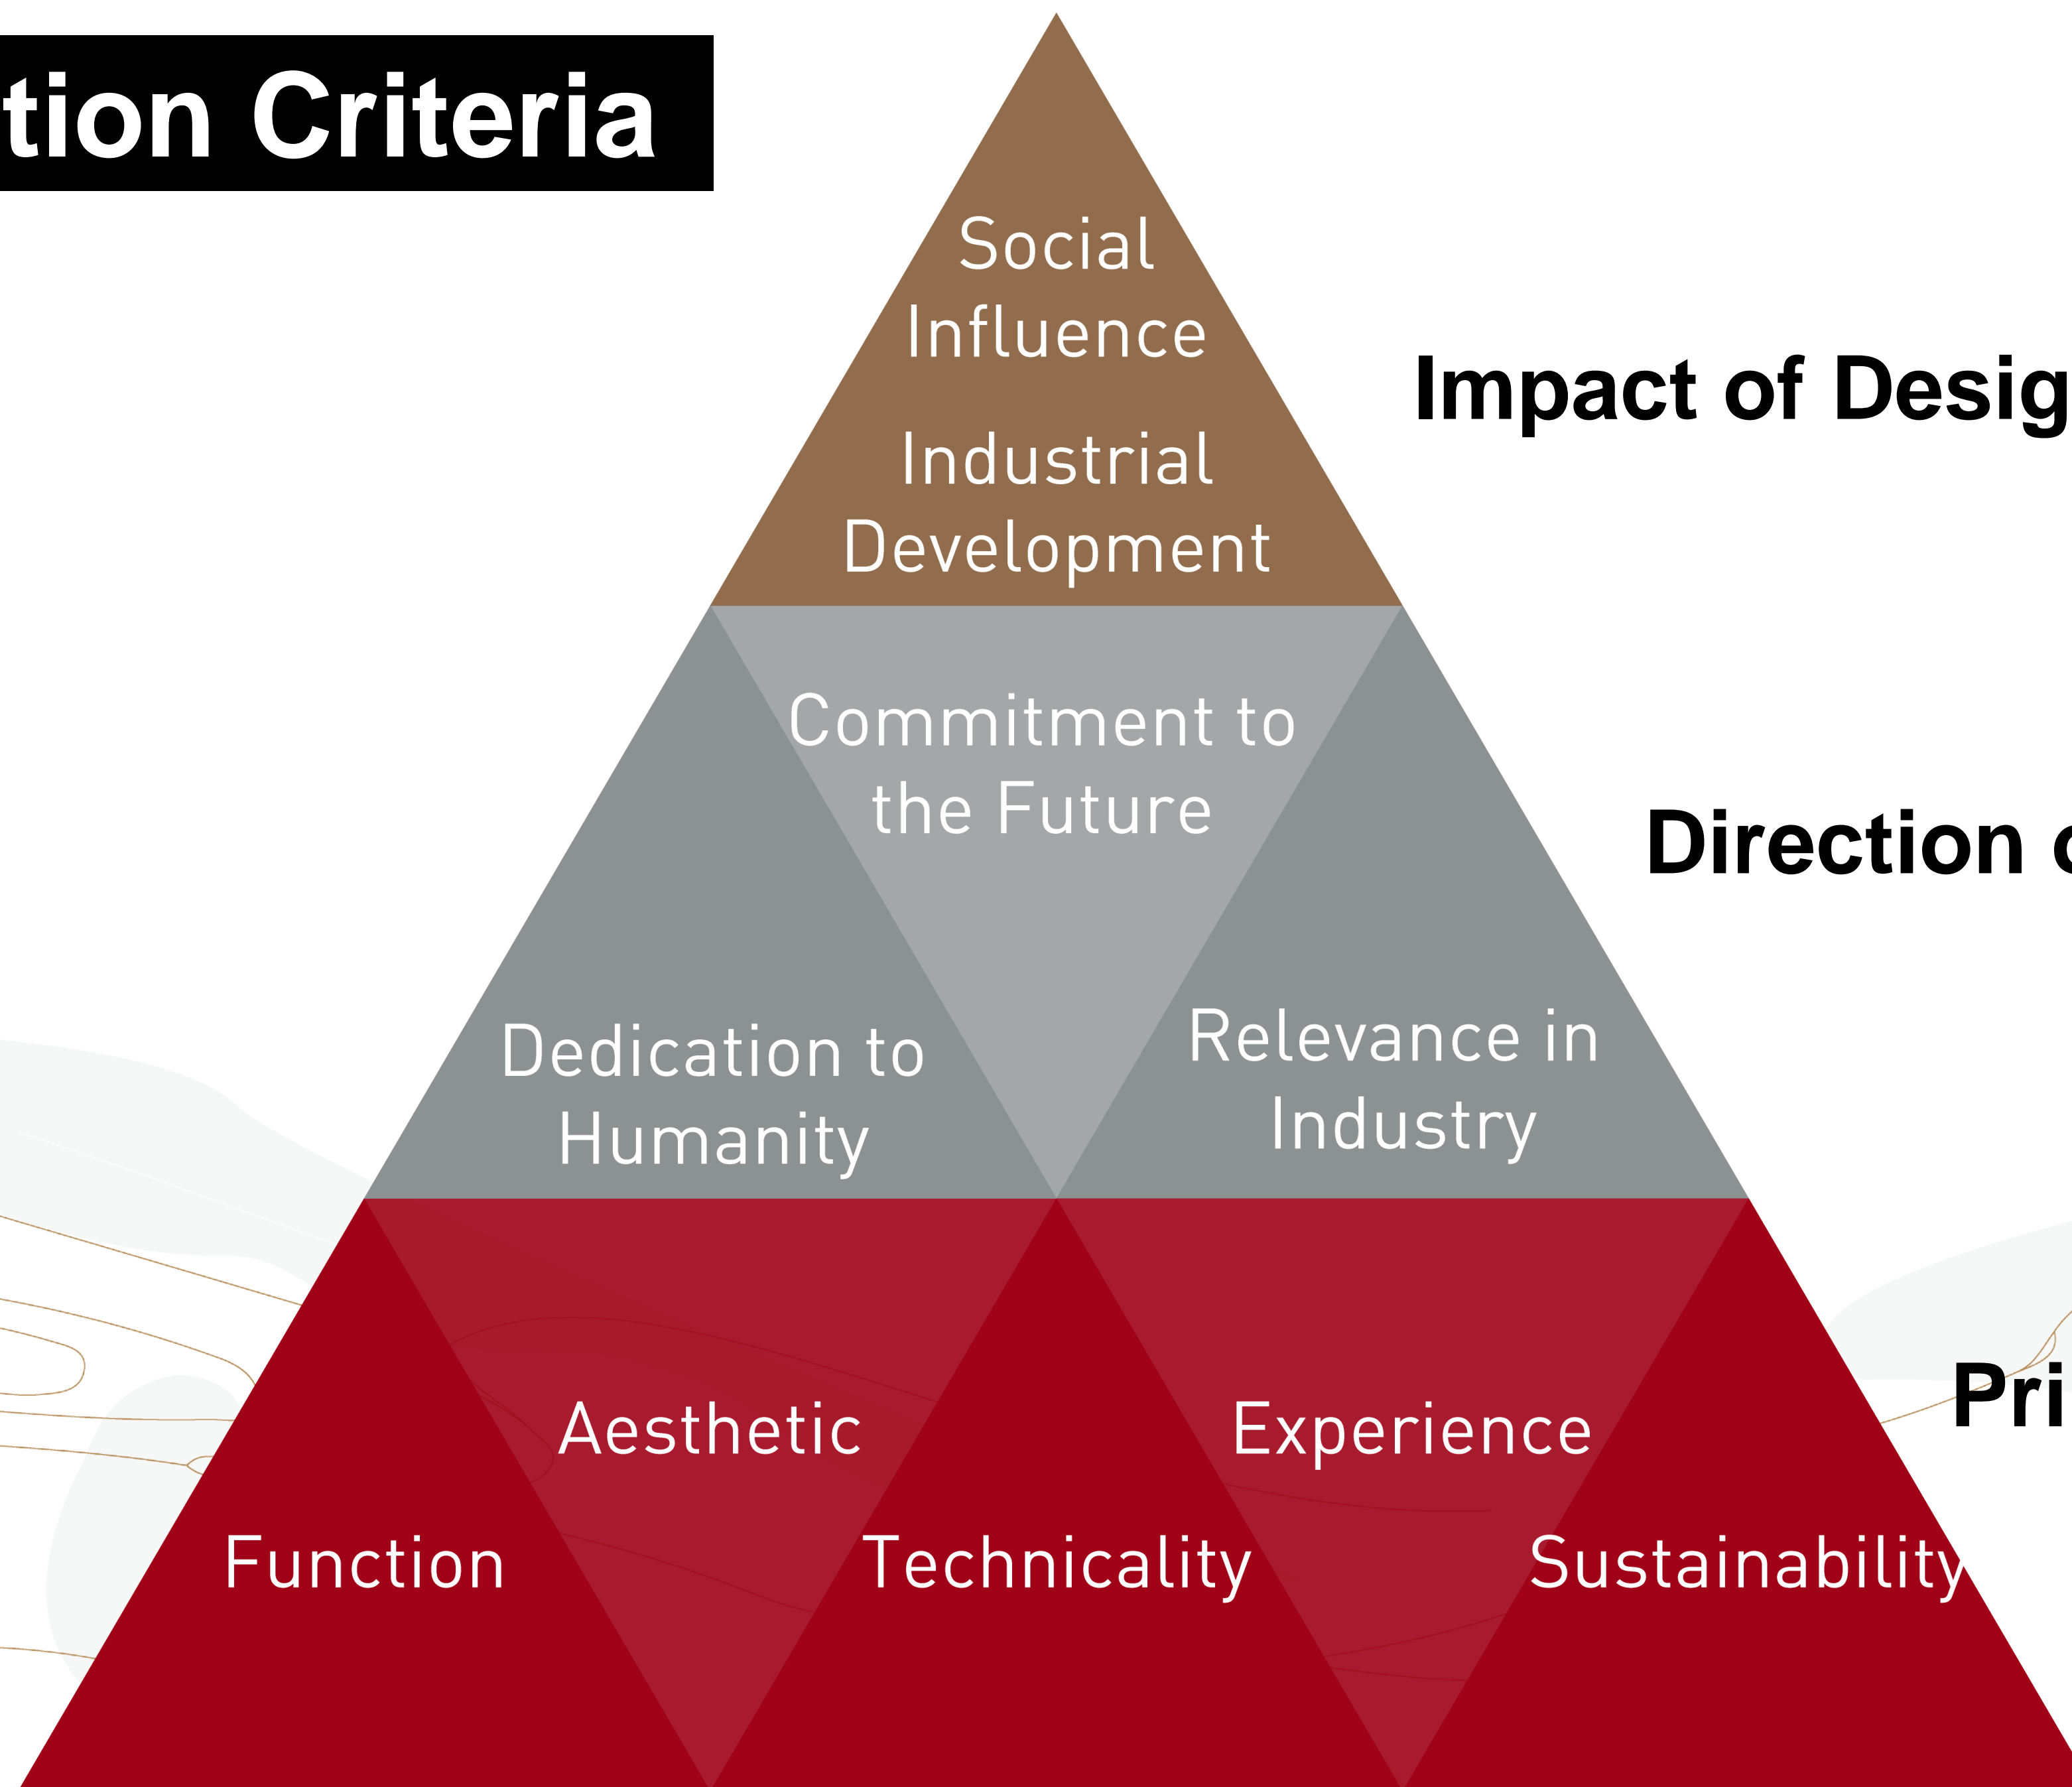 tion Criteria
Social
Influence
Impact of Desig
Industrial
Development
Commitment to
the Future
Direction
Dedication to
Humanity
Relevance in
Industry
Pri
Aesthetic
Experience
Function
Technicality
Sustainability